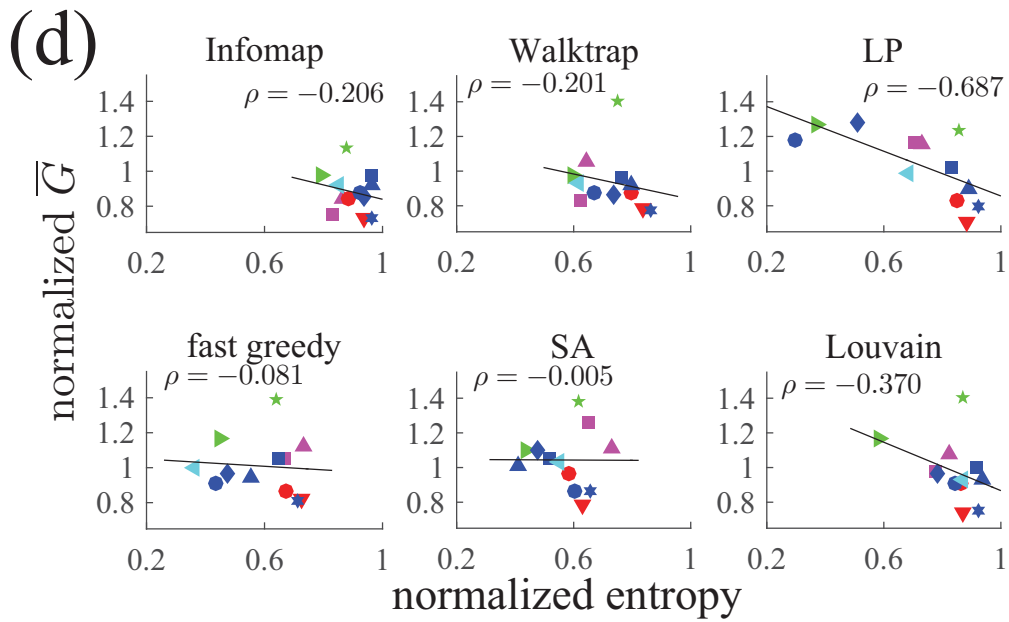 (d)
Infomap
Walktrap
LP
ρ = −0.206
ρ = −0.201
ρ = −0.687
1.4
1.2
1
0.8
0.2 0.6 1
1.4
1.2
1
0.8
0.2 0.6 1
1.4
1.2
1
0.8
0.2 0.6 1
normalized G̅
fast greedy
SA
Louvain
ρ = −0.081
ρ = −0.005
ρ = −0.370
1.4
1.2
1
0.8
0.2 0.6 1
1.4
1.2
1
0.8
0.2 0.6 1
1.4
1.2
1
0.8
0.2 0.6 1
normalized entropy